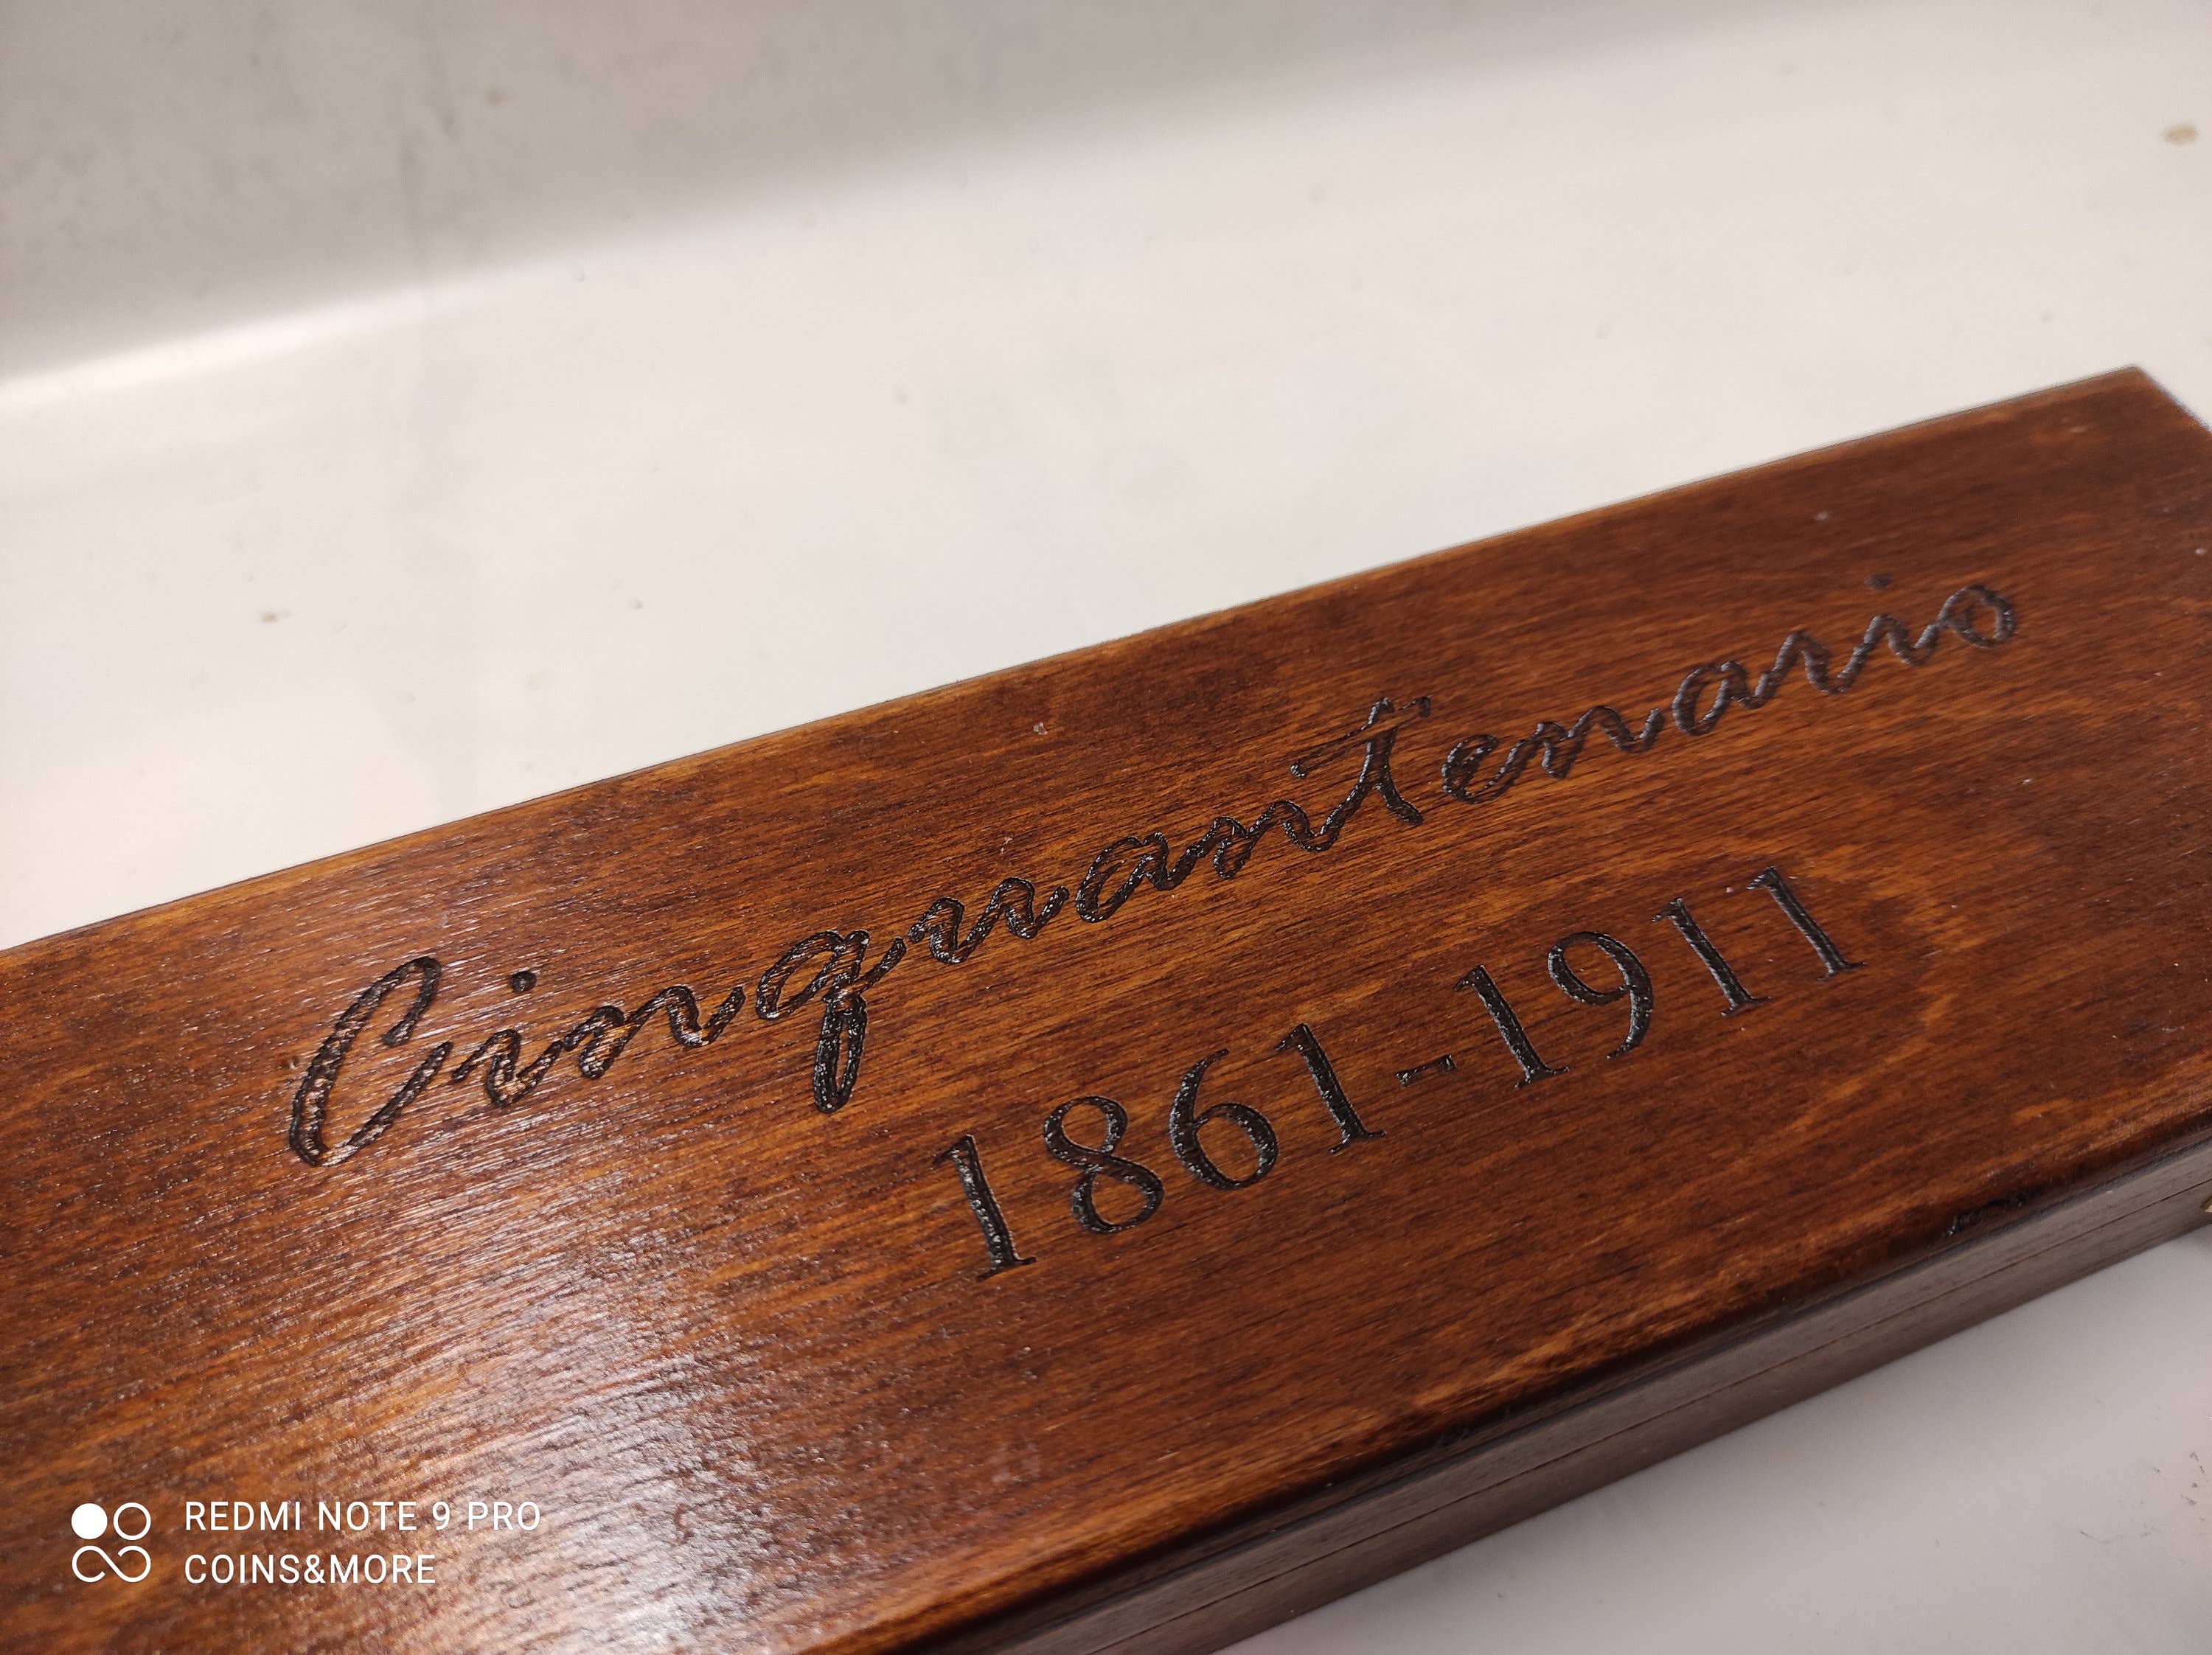 Cinquantenario
1861-1911
REDMI NOTE 9 PRO
COINS&MORE